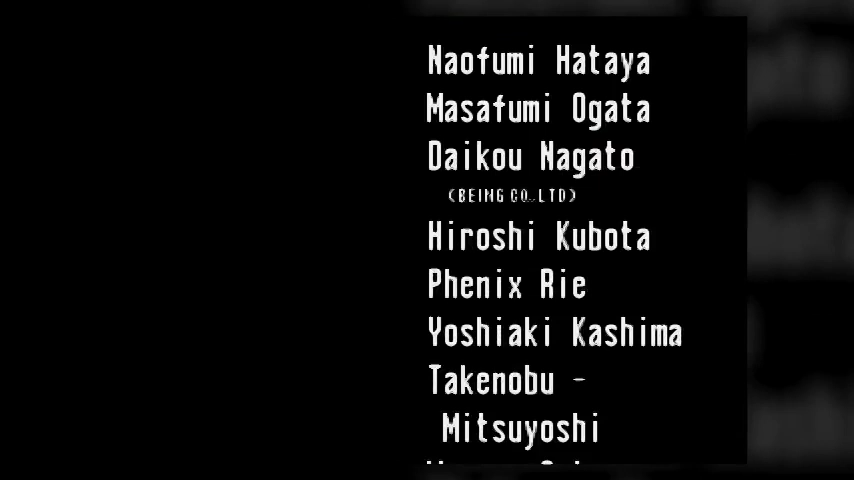 Naofumi Hataya
Masafumi Ogata
Daikou Nagato
(BEING CO.,LTD)
Hiroshi Kubota
Phenix Rie
Yoshiaki Kashima
Takenobu -
Mitsuyoshi